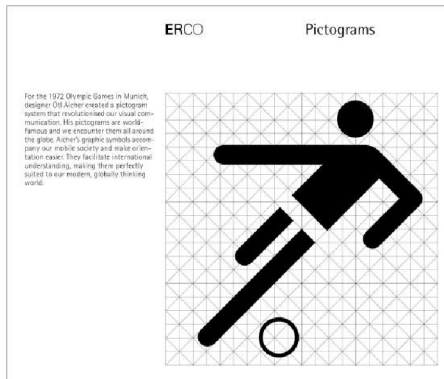 ERCO
Pictograms
For the 1972 Olympic Games in Munich,
designer Otl Aicher created a pictogram
system that revolutionised our visual com-
munication. His pictograms are world-
famous and we encounter them all around
the globe. Aicher's graphic symbols accom-
pany our mobile society and make orien-
tation easier. They facilitate international
understanding, making them perfectly
suited to our modern, globally thinking
world.